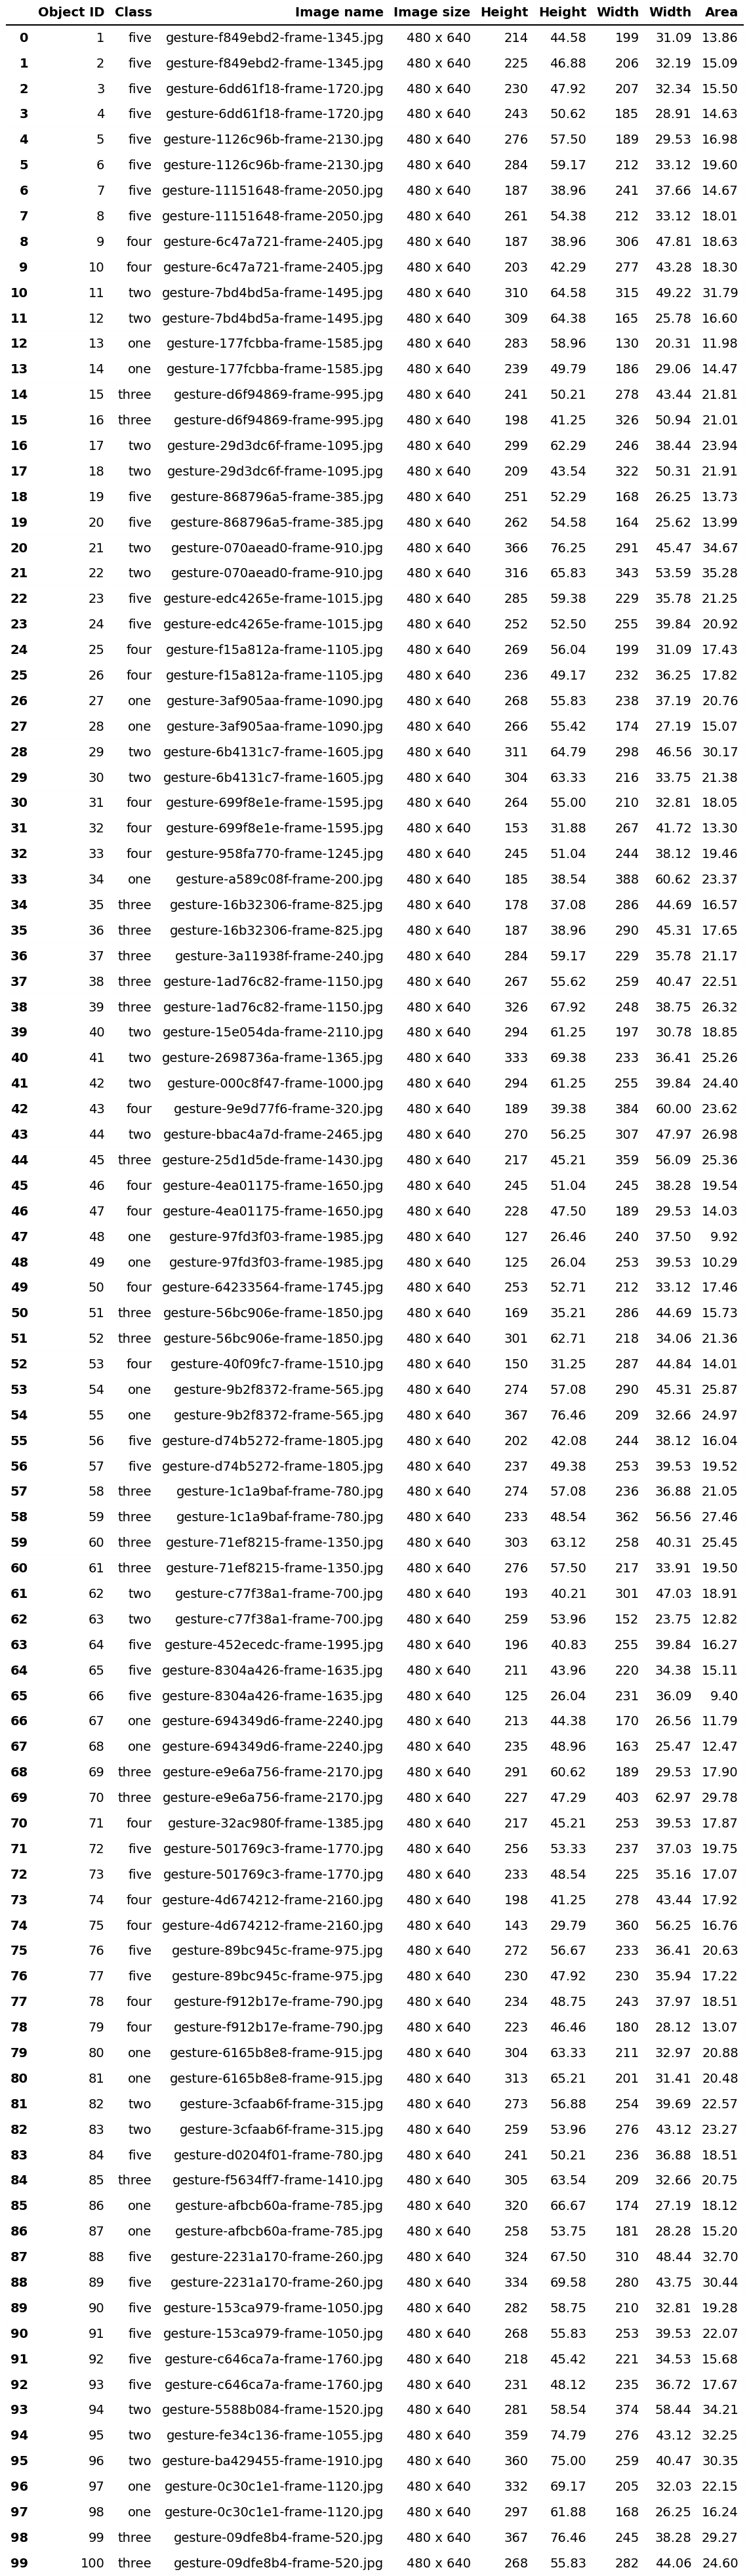 Object ID Class Image name Image size Height Height Width Width Area
0 1 five gesture-f849ebd2-frame-1345.jpg 480 x 640 214 44.58 199 31.09 13.86
1 2 five gesture-f849ebd2-frame-1345.jpg 480 x 640 225 46.88 206 32.19 15.09
2 3 five gesture-6dd61f18-frame-1720.jpg 480 x 640 230 47.92 207 32.34 15.50
3 4 five gesture-6dd61f18-frame-1720.jpg 480 x 640 243 50.62 185 28.91 14.63
4 5 five gesture-1126c96b-frame-2130.jpg 480 x 640 276 57.50 189 29.53 16.98
5 6 five gesture-1126c96b-frame-2130.jpg 480 x 640 284 59.17 212 33.12 19.60
6 7 five gesture-11151648-frame-2050.jpg 480 x 640 187 38.96 241 37.66 14.67
7 8 five gesture-11151648-frame-2050.jpg 480 x 640 261 54.38 212 33.12 18.01
8 9 four gesture-6c47a721-frame-2405.jpg 480 x 640 187 38.96 306 47.81 18.63
9 10 four gesture-6c47a721-frame-2405.jpg 480 x 640 203 42.29 277 43.28 18.30
10 11 two gesture-7bd4bd5a-frame-1495.jpg 480 x 640 310 64.58 315 49.22 31.79
11 12 two gesture-7bd4bd5a-frame-1495.jpg 480 x 640 309 64.38 165 25.78 16.60
12 13 one gesture-177fcbba-frame-1585.jpg 480 x 640 283 58.96 130 20.31 11.98
13 14 one gesture-177fcbba-frame-1585.jpg 480 x 640 239 49.79 186 29.06 14.47
14 15 three gesture-d6f94869-frame-995.jpg 480 x 640 241 50.21 278 43.44 21.81
15 16 three gesture-d6f94869-frame-995.jpg 480 x 640 198 41.25 326 50.94 21.01
16 17 two gesture-29d3dc6f-frame-1095.jpg 480 x 640 299 62.29 246 38.44 23.94
17 18 two gesture-29d3dc6f-frame-1095.jpg 480 x 640 209 43.54 322 50.31 21.91
18 19 five gesture-868796a5-frame-385.jpg 480 x 640 251 52.29 168 26.25 13.73
19 20 five gesture-868796a5-frame-385.jpg 480 x 640 262 54.58 164 25.62 13.99
20 21 two gesture-070aead0-frame-910.jpg 480 x 640 366 76.25 291 45.47 34.67
21 22 two gesture-070aead0-frame-910.jpg 480 x 640 316 65.83 343 53.59 35.28
22 23 five gesture-edc4265e-frame-1015.jpg 480 x 640 285 59.38 229 35.78 21.25
23 24 five gesture-edc4265e-frame-1015.jpg 480 x 640 252 52.50 255 39.84 20.92
24 25 four gesture-f15a812a-frame-1105.jpg 480 x 640 269 56.04 199 31.09 17.43
25 26 four gesture-f15a812a-frame-1105.jpg 480 x 640 236 49.17 232 36.25 17.82
26 27 one gesture-3af905aa-frame-1090.jpg 480 x 640 268 55.83 238 37.19 20.76
27 28 one gesture-3af905aa-frame-1090.jpg 480 x 640 266 55.42 174 27.19 15.07
28 29 two gesture-6b4131c7-frame-1605.jpg 480 x 640 311 64.79 298 46.56 30.17
29 30 two gesture-6b4131c7-frame-1605.jpg 480 x 640 304 63.33 216 33.75 21.38
30 31 four gesture-699f8e1e-frame-1595.jpg 480 x 640 264 55.00 210 32.81 18.05
31 32 four gesture-699f8e1e-frame-1595.jpg 480 x 640 153 31.88 267 41.72 13.30
32 33 four gesture-958fa770-frame-1245.jpg 480 x 640 245 51.04 244 38.12 19.46
33 34 one gesture-a589c08f-frame-200.jpg 480 x 640 185 38.54 388 60.62 23.37
34 35 three gesture-16b32306-frame-825.jpg 480 x 640 178 37.08 286 44.69 16.57
35 36 three gesture-16b32306-frame-825.jpg 480 x 640 187 38.96 290 45.31 17.65
36 37 three gesture-3a11938f-frame-240.jpg 480 x 640 284 59.17 229 35.78 21.17
37 38 three gesture-1ad76c82-frame-1150.jpg 480 x 640 267 55.62 259 40.47 22.51
38 39 three gesture-1ad76c82-frame-1150.jpg 480 x 640 326 67.92 248 38.75 26.32
39 40 two gesture-15e054da-frame-2110.jpg 480 x 640 294 61.25 197 30.78 18.85
40 41 two gesture-2698736a-frame-1365.jpg 480 x 640 333 69.38 233 36.41 25.26
41 42 two gesture-000c8f47-frame-1000.jpg 480 x 640 294 61.25 255 39.84 24.40
42 43 four gesture-9e9d77f6-frame-320.jpg 480 x 640 189 39.38 384 60.00 23.62
43 44 two gesture-bbac4a7d-frame-2465.jpg 480 x 640 270 56.25 307 47.97 26.98
44 45 three gesture-25d1d5de-frame-1430.jpg 480 x 640 217 45.21 359 56.09 25.36
45 46 four gesture-4ea01175-frame-1650.jpg 480 x 640 245 51.04 245 38.28 19.54
46 47 four gesture-4ea01175-frame-1650.jpg 480 x 640 228 47.50 189 29.53 14.03
47 48 one gesture-97fd3f03-frame-1985.jpg 480 x 640 127 26.46 240 37.50 9.92
48 49 one gesture-97fd3f03-frame-1985.jpg 480 x 640 125 26.04 253 39.53 10.29
49 50 four gesture-64233564-frame-1745.jpg 480 x 640 253 52.71 212 33.12 17.46
50 51 three gesture-56bc906e-frame-1850.jpg 480 x 640 169 35.21 286 44.69 15.73
51 52 three gesture-56bc906e-frame-1850.jpg 480 x 640 301 62.71 218 34.06 21.36
52 53 four gesture-40f09fc7-frame-1510.jpg 480 x 640 150 31.25 287 44.84 14.01
53 54 one gesture-9b2f8372-frame-565.jpg 480 x 640 274 57.08 290 45.31 25.87
54 55 one gesture-9b2f8372-frame-565.jpg 480 x 640 367 76.46 209 32.66 24.97
55 56 five gesture-d74b5272-frame-1805.jpg 480 x 640 202 42.08 244 38.12 16.04
56 57 five gesture-d74b5272-frame-1805.jpg 480 x 640 237 49.38 253 39.53 19.52
57 58 three gesture-1c1a9baf-frame-780.jpg 480 x 640 274 57.08 236 36.88 21.05
58 59 three gesture-1c1a9baf-frame-780.jpg 480 x 640 233 48.54 362 56.56 27.46
59 60 three gesture-71ef8215-frame-1350.jpg 480 x 640 303 63.12 258 40.31 25.45
60 61 three gesture-71ef8215-frame-1350.jpg 480 x 640 276 57.50 217 33.91 19.50
61 62 two gesture-c77f38a1-frame-700.jpg 480 x 640 193 40.21 301 47.03 18.91
62 63 two gesture-c77f38a1-frame-700.jpg 480 x 640 259 53.96 152 23.75 12.82
63 64 five gesture-452ecedc-frame-1995.jpg 480 x 640 196 40.83 255 39.84 16.27
64 65 five gesture-8304a426-frame-1635.jpg 480 x 640 211 43.96 220 34.38 15.11
65 66 five gesture-8304a426-frame-1635.jpg 480 x 640 125 26.04 231 36.09 9.40
66 67 one gesture-694349d6-frame-2240.jpg 480 x 640 213 44.38 170 26.56 11.79
67 68 one gesture-694349d6-frame-2240.jpg 480 x 640 235 48.96 163 25.47 12.47
68 69 three gesture-e9e6a756-frame-2170.jpg 480 x 640 291 60.62 189 29.53 17.90
69 70 three gesture-e9e6a756-frame-2170.jpg 480 x 640 227 47.29 403 62.97 29.78
70 71 four gesture-32ac980f-frame-1385.jpg 480 x 640 217 45.21 253 39.53 17.87
71 72 five gesture-501769c3-frame-1770.jpg 480 x 640 256 53.33 237 37.03 19.75
72 73 five gesture-501769c3-frame-1770.jpg 480 x 640 233 48.54 225 35.16 17.07
73 74 four gesture-4d674212-frame-2160.jpg 480 x 640 198 41.25 278 43.44 17.92
74 75 four gesture-4d674212-frame-2160.jpg 480 x 640 143 29.79 360 56.25 16.76
75 76 five gesture-89bc945c-frame-975.jpg 480 x 640 272 56.67 233 36.41 20.63
76 77 five gesture-89bc945c-frame-975.jpg 480 x 640 230 47.92 230 35.94 17.22
77 78 four gesture-f912b17e-frame-790.jpg 480 x 640 234 48.75 243 37.97 18.51
78 79 four gesture-f912b17e-frame-790.jpg 480 x 640 223 46.46 180 28.12 13.07
79 80 one gesture-6165b8e8-frame-915.jpg 480 x 640 304 63.33 211 32.97 20.88
80 81 one gesture-6165b8e8-frame-915.jpg 480 x 640 313 65.21 201 31.41 20.48
81 82 two gesture-3cfaab6f-frame-315.jpg 480 x 640 273 56.88 254 39.69 22.57
82 83 two gesture-3cfaab6f-frame-315.jpg 480 x 640 259 53.96 276 43.12 23.27
83 84 five gesture-d0204f01-frame-780.jpg 480 x 640 241 50.21 236 36.88 18.51
84 85 three gesture-f5634ff7-frame-1410.jpg 480 x 640 305 63.54 209 32.66 20.75
85 86 one gesture-afbcb60a-frame-785.jpg 480 x 640 320 66.67 174 27.19 18.12
86 87 one gesture-afbcb60a-frame-785.jpg 480 x 640 258 53.75 181 28.28 15.20
87 88 five gesture-2231a170-frame-260.jpg 480 x 640 324 67.50 310 48.44 32.70
88 89 five gesture-2231a170-frame-260.jpg 480 x 640 334 69.58 280 43.75 30.44
89 90 five gesture-153ca979-frame-1050.jpg 480 x 640 282 58.75 210 32.81 19.28
90 91 five gesture-153ca979-frame-1050.jpg 480 x 640 268 55.83 253 39.53 22.07
91 92 five gesture-c646ca7a-frame-1760.jpg 480 x 640 218 45.42 221 34.53 15.68
92 93 five gesture-c646ca7a-frame-1760.jpg 480 x 640 231 48.12 235 36.72 17.67
93 94 two gesture-5588b084-frame-1520.jpg 480 x 640 281 58.54 374 58.44 34.21
94 95 two gesture-fe34c136-frame-1055.jpg 480 x 640 359 74.79 276 43.12 32.25
95 96 two gesture-ba429455-frame-1910.jpg 480 x 640 360 75.00 259 40.47 30.35
96 97 one gesture-0c30c1e1-frame-1120.jpg 480 x 640 332 69.17 205 32.03 22.15
97 98 one gesture-0c30c1e1-frame-1120.jpg 480 x 640 297 61.88 168 26.25 16.24
98 99 three gesture-09dfe8b4-frame-520.jpg 480 x 640 367 76.46 245 38.28 29.27
99 100 three gesture-09dfe8b4-frame-520.jpg 480 x 640 268 55.83 282 44.06 24.60